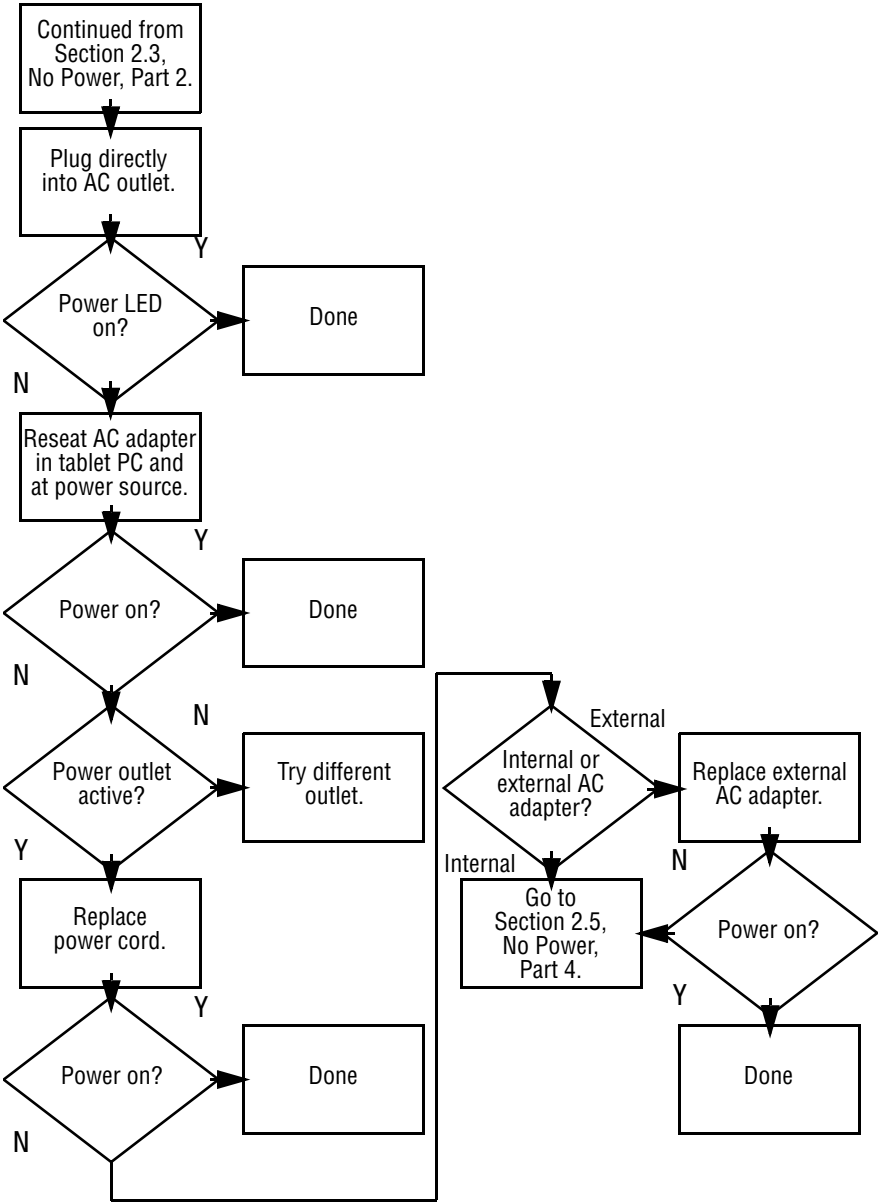 Continued from
Section 2.3,
No Power, Part 2.
Plug directly
into AC outlet.
Y
Power LED
on?
Done
N
Reseat AC adapter
in tablet PC and
at power source.
Y
Power on?
Done
N
N
Power outlet
active?
Try different
outlet.
Y
Replace
power cord.
Y
Power on?
Done
N
External
Internal or
external AC
adapter?
Replace external
AC adapter.
Internal
N
Go to
Section 2.5,
No Power,
Part 4.
Power on?
Y
Done